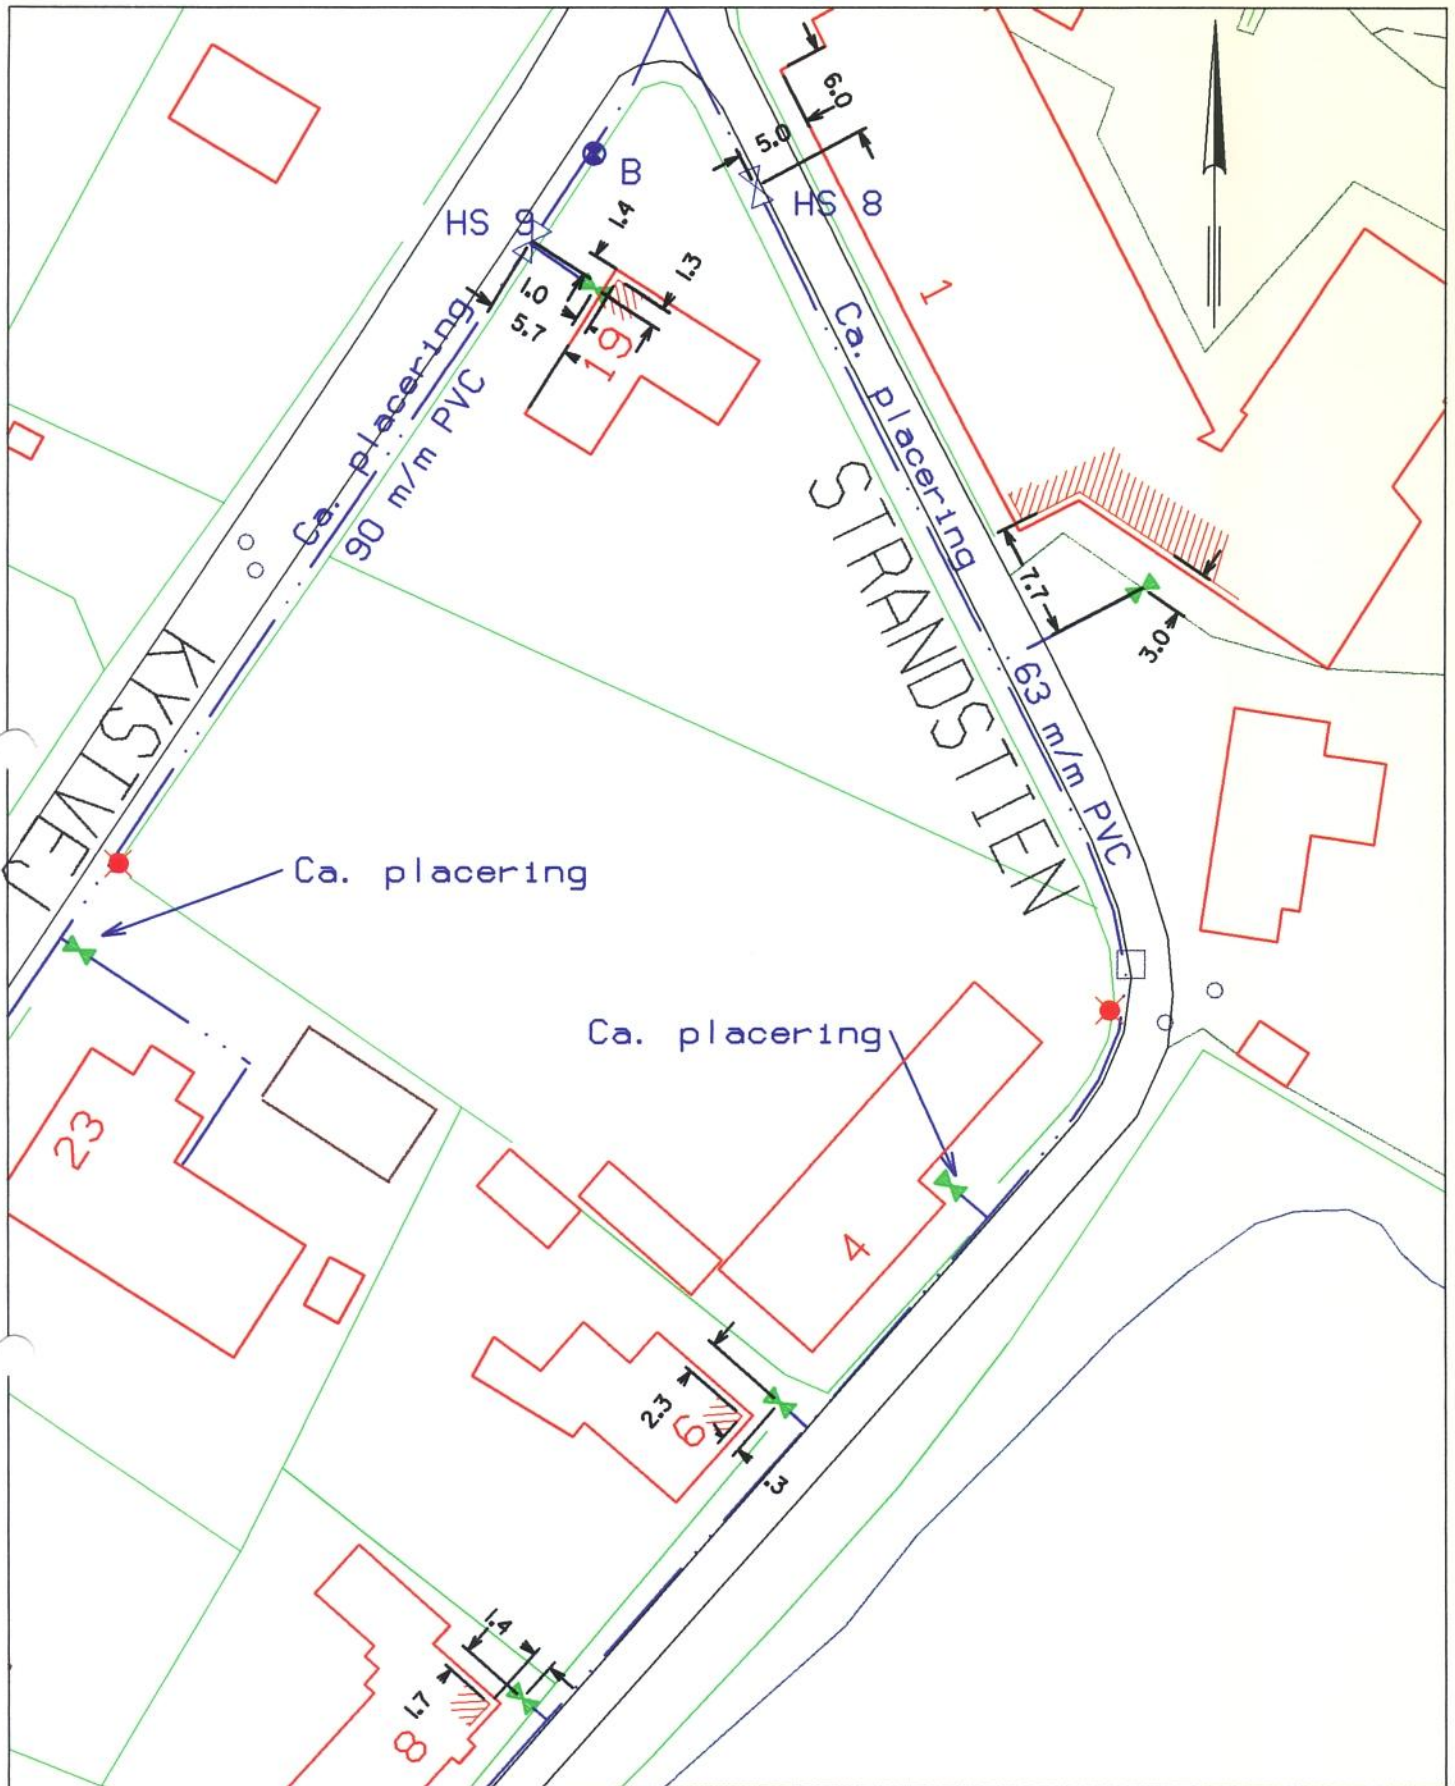 6.0
5.0
B
HS 9
HS 8
1.4
1.3
1.0
5.7
19
1
Ca. placering
90 m/m PVC
Ca. placering
STRANDSTIEN
7.7
3.0
63 m/m PVC
KYSTVEJ
Ca. placering
Ca. placering
23
4
2.3
6
.3
1.4
1.7
8